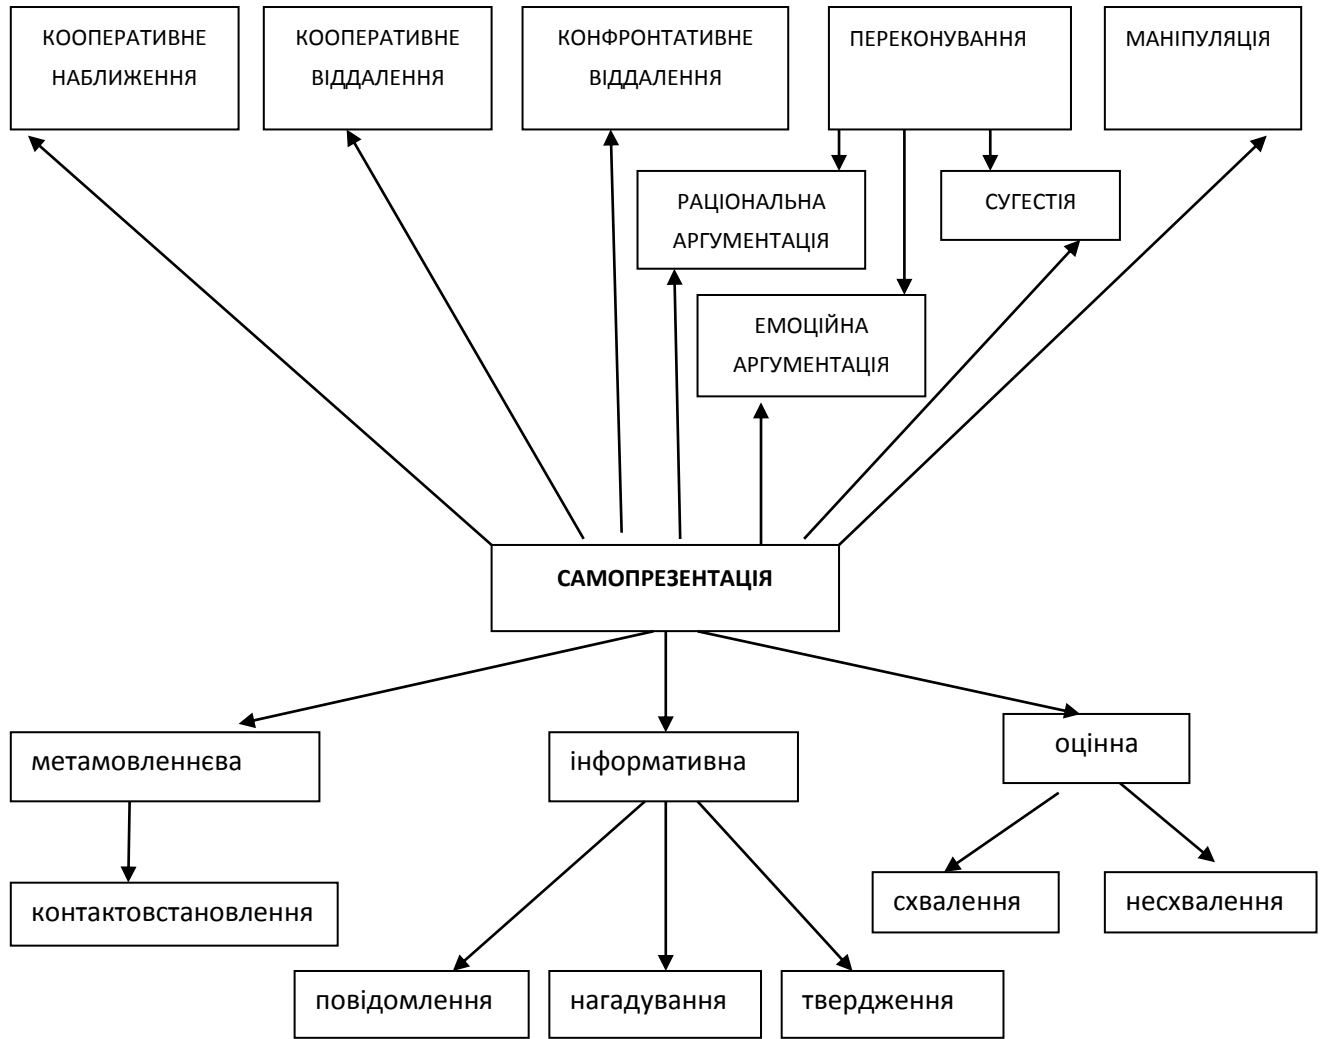 КООПЕРАТИВНЕ
НАБЛИЖЕННЯ
КООПЕРАТИВНЕ
ВІДДАЛЕННЯ
КОНФРОНТАТИВНЕ
ВІДДАЛЕННЯ
ПЕРЕКОНУВАННЯ
МАНІПУЛЯЦІЯ
РАЦІОНАЛЬНА
АРГУМЕНТАЦІЯ
СУГЕСТІЯ
ЕМОЦІЙНА
АРГУМЕНТАЦІЯ
САМОПРЕЗЕНТАЦІЯ
метамовленнєва
інформативна
оцінна
контактовстановлення
схвалення
несхвалення
повідомлення
нагадування
твердження